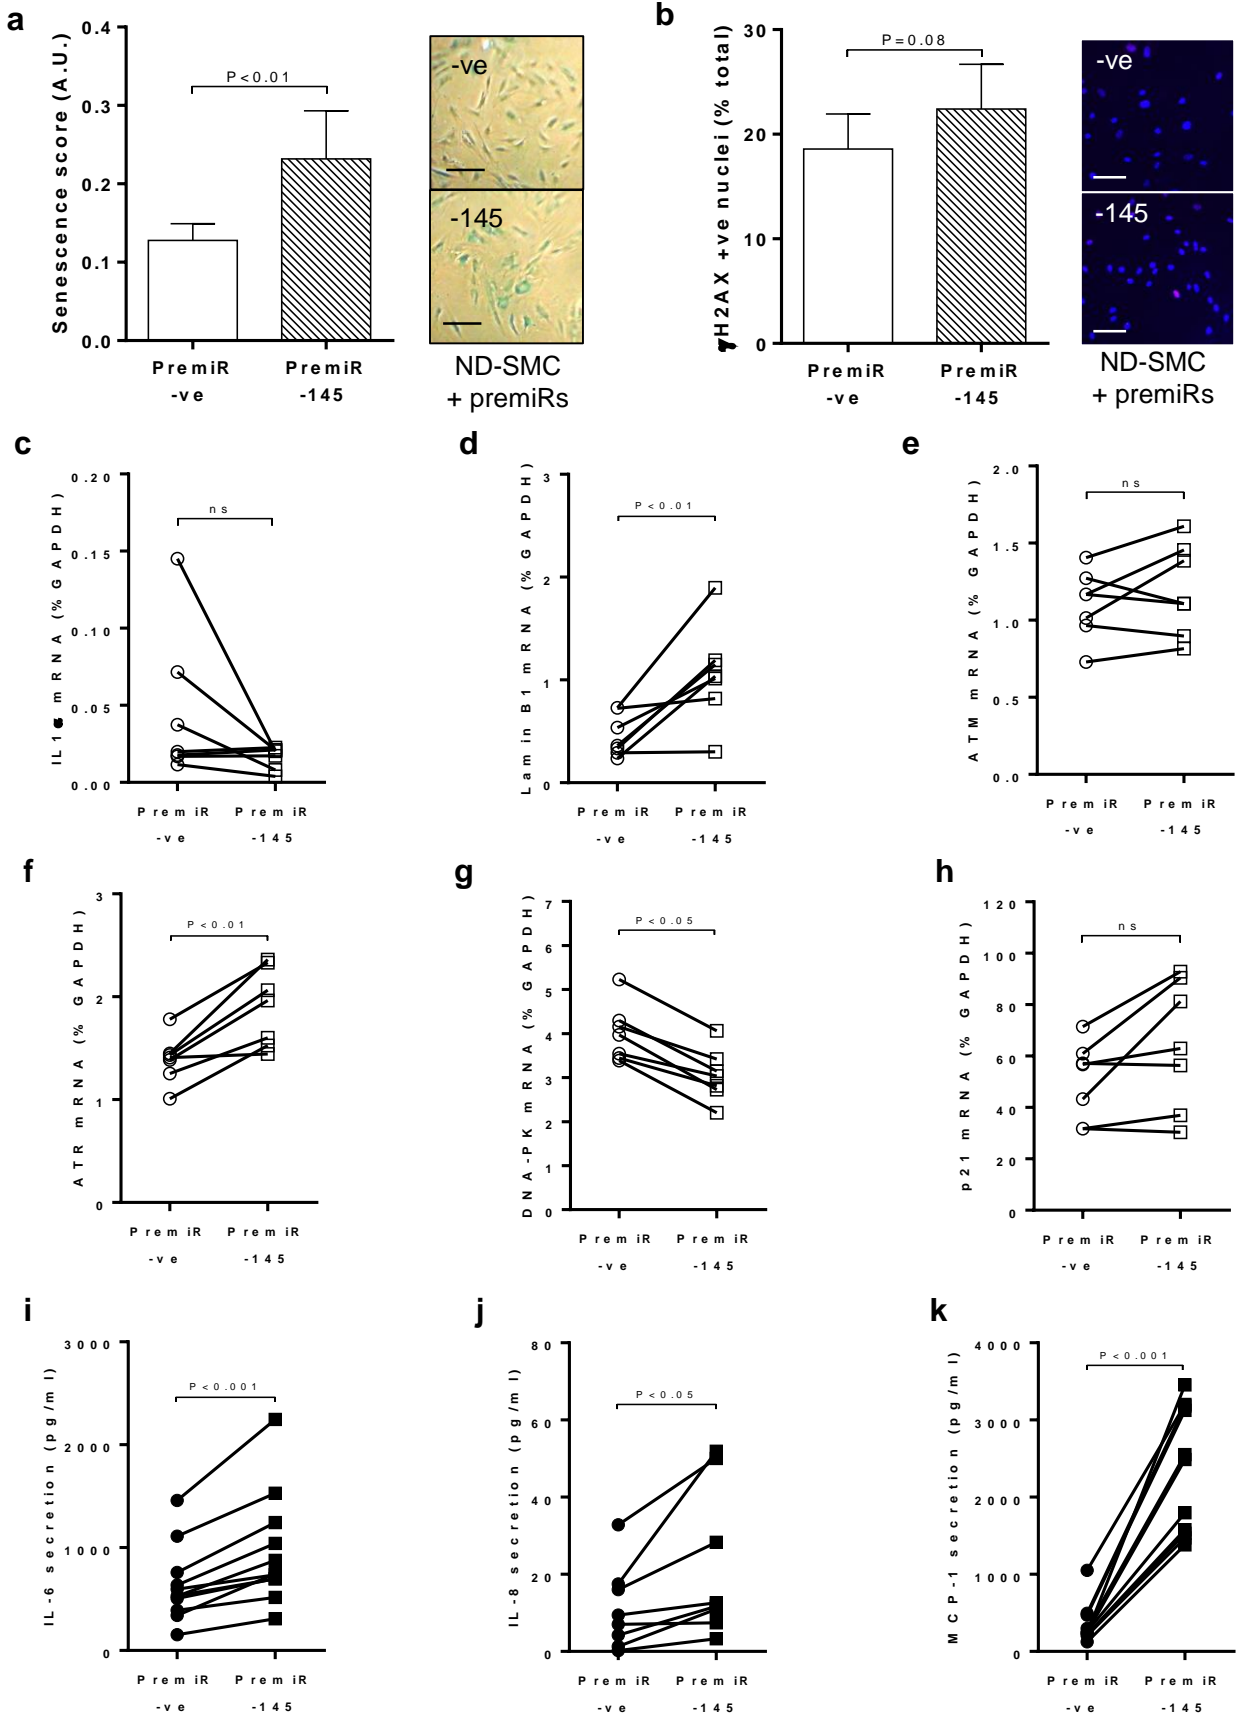 a
Senescence score (A.U.)
0.4
0.3
0.2
0.1
0.0
P<0.01
PremiR
-ve
PremiR
-145
-ve
-145
ND-SMC
+ premiRs
b
γH2AX +ve nuclei (% total)
30
20
10
0
P=0.08
PremiR
-ve
PremiR
-145
-ve
-145
ND-SMC
+ premiRs
c
IL1α mRNA (% GAPDH)
0.20
0.15
0.10
0.05
0.00
ns
PremiR
-ve
PremiR
-145
d
Lamin B1 mRNA (% GAPDH)
3
2
1
0
P<0.01
PremiR
-ve
PremiR
-145
e
ATM mRNA (% GAPDH)
2.0
1.5
1.0
0.5
0.0
ns
PremiR
-ve
PremiR
-145
f
ATR mRNA (% GAPDH)
3
2
1
0
P<0.01
PremiR
-ve
PremiR
-145
g
DNA-PK mRNA (% GAPDH)
7
6
5
4
3
2
1
0
P<0.05
PremiR
-ve
PremiR
-145
h
p21 mRNA (% GAPDH)
120
100
80
60
40
20
0
ns
PremiR
-ve
PremiR
-145
i
IL-6 secretion (pg/ml)
3000
2000
1000
0
P<0.001
PremiR
-ve
PremiR
-145
j
IL-8 secretion (pg/ml)
80
60
40
20
0
P<0.05
PremiR
-ve
PremiR
-145
k
MCP-1 secretion (pg/ml)
4000
3000
2000
1000
0
P<0.001
PremiR
-ve
PremiR
-145